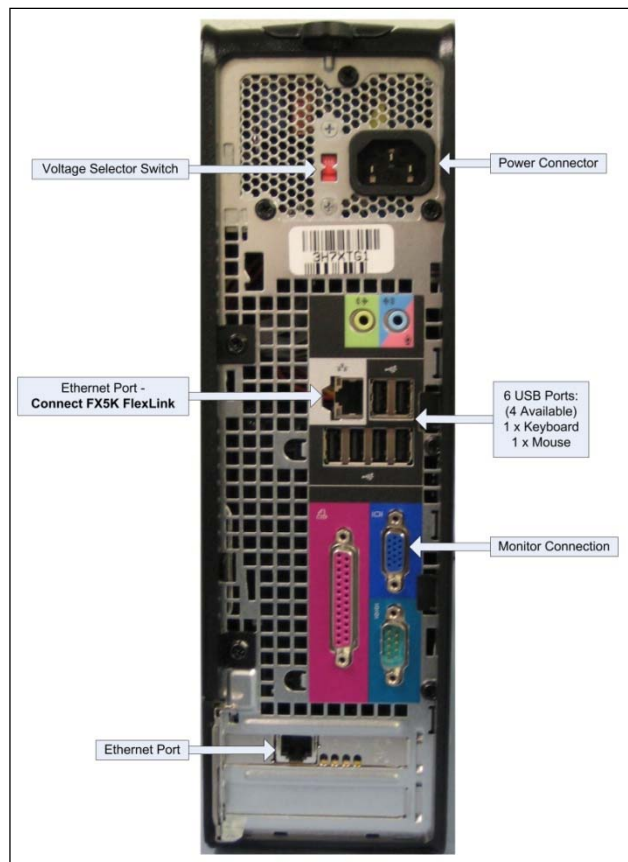 Voltage Selector Switch
Power Connector
3H7XTG1
Ethernet Port -
Connect FX5K FlexLink
6 USB Ports:
(4 Available)
1 x Keyboard
1 x Mouse
Monitor Connection
Ethernet Port